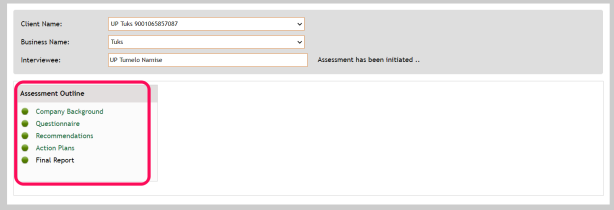 Client Name:
UP Tuks 9001065857087
Business Name:
Tuks
Interviewee:
UP Tumelo Namise
Assessment has been initiated ..
Assessment Outline
Company Background
Questionnaire
Recommendations
Action Plans
Final Report